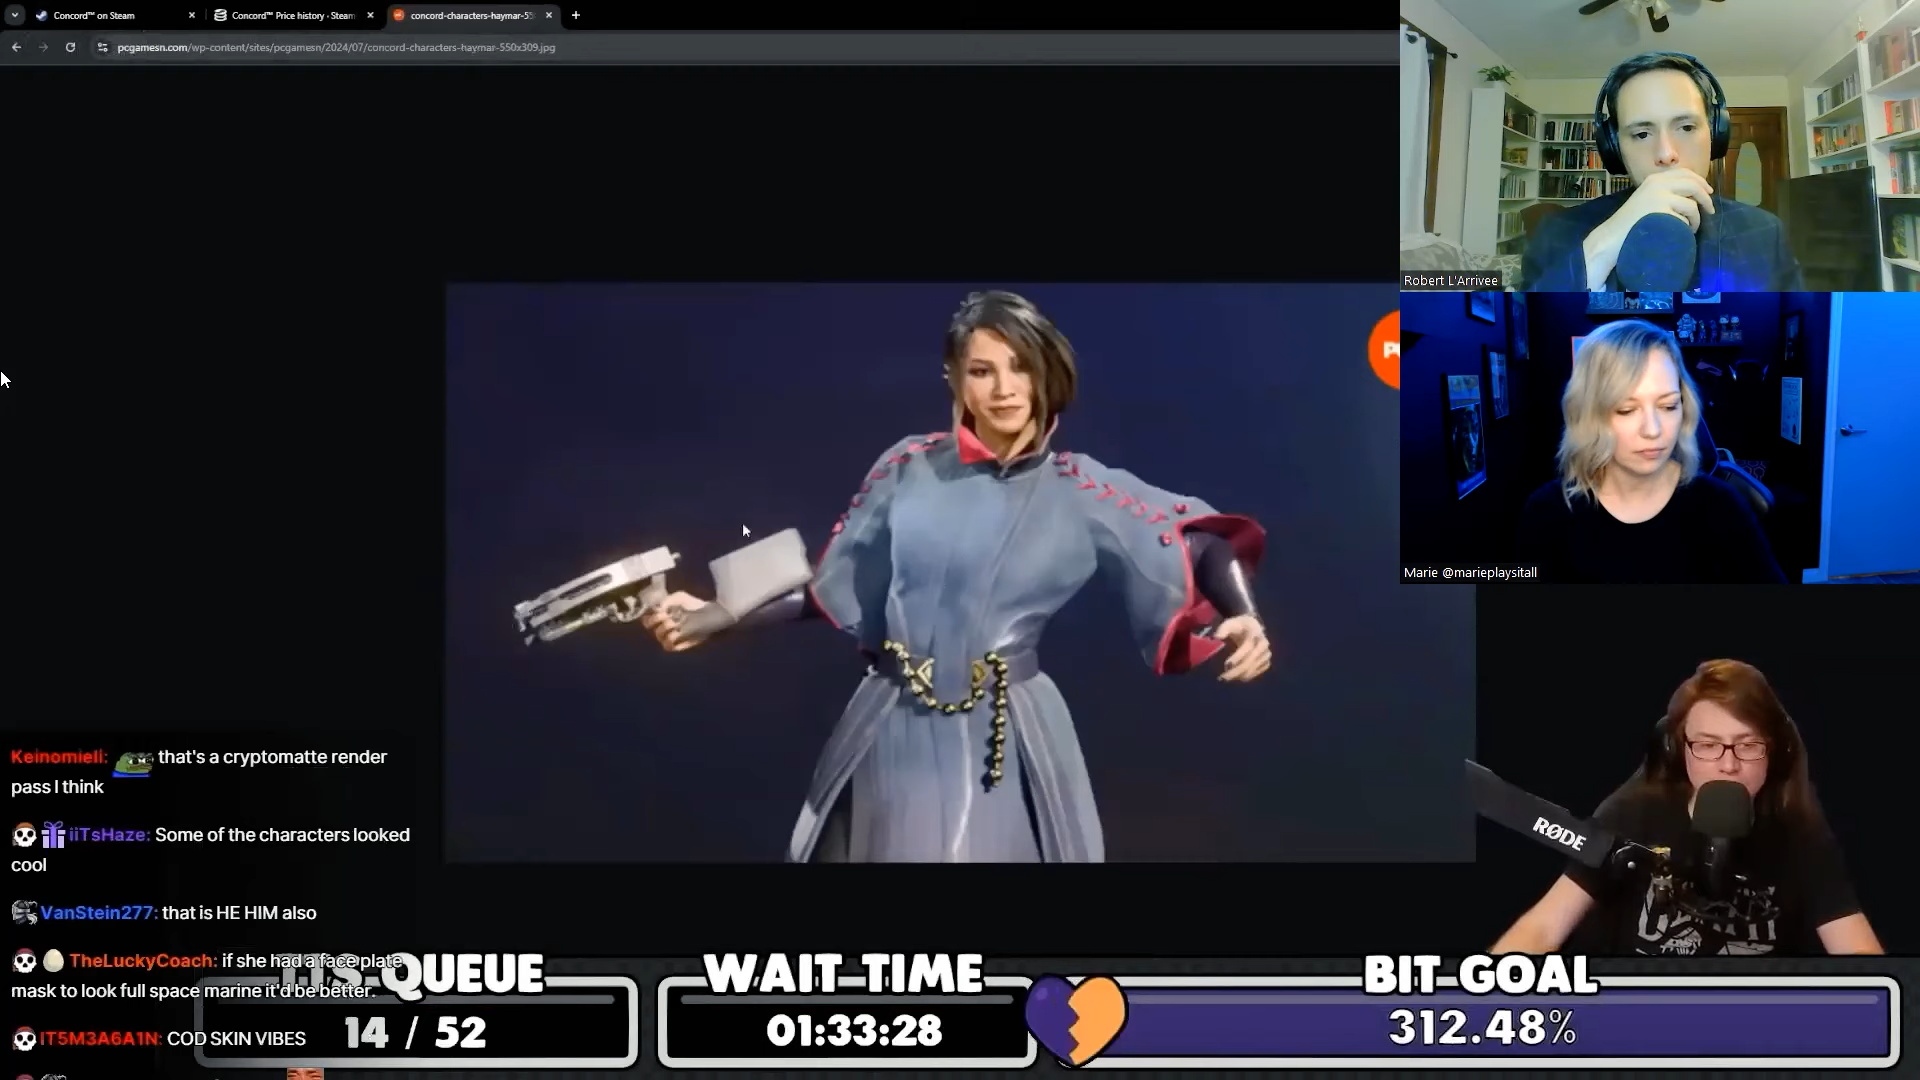 Concord™ on Steam
Concord™ Price history · Steam
concord-characters-haymar-55
pcgamesn.com/wp-content/sites/pcgamesn/2024/07/concord-characters-haymar-550x309.jpg
Robert L'Arrivee
Marie @marieplaysitall
RØDE
Keinomieli: that's a cryptomatte render
pass I think
iiTsHaze: Some of the characters looked
cool
VanStein277: that is HE HIM also
TheLuckyCoach: if she had a face plate
mask to look full space marine it'd be better.
IT5M3A6A1N: COD SKIN VIBES
QUEUE
14 / 52
WAIT TIME
01:33:28
BIT GOAL
312.48%